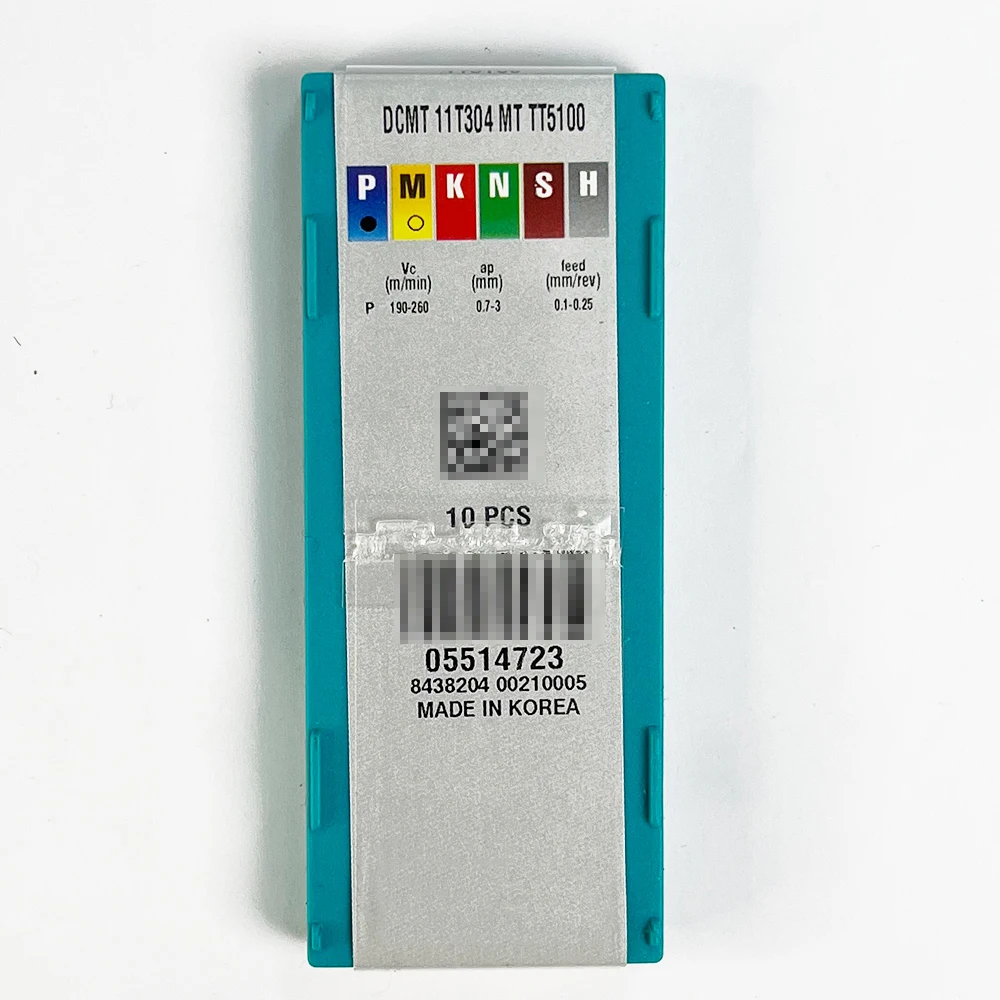 DCMT 11T304 MT TT5100
P M K N S H
Vc ap feed
(m/min) (mm) (mm/rev)
P 190-260 0.7-3 0.1-0.25
10 PCS
05514723
8438204 00210005
MADE IN KOREA